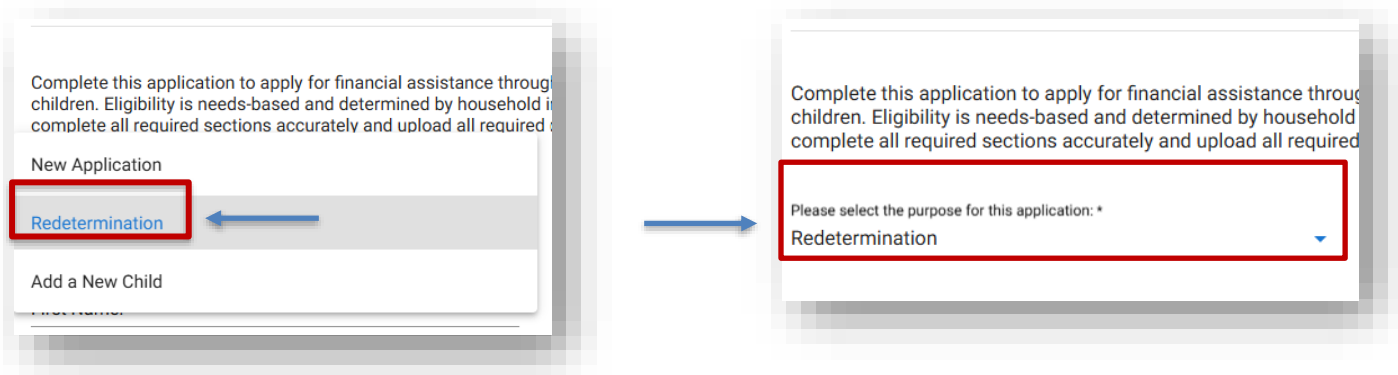 Complete this application to apply for financial assistance
children. Eligibility is needs-based and determined by household
complete all required sections accurately and upload all required
New Application
Redetermination
Add a New Child
First Name:
Complete this application to apply for financial assistance
children. Eligibility is needs-based and determined by household
complete all required sections accurately and upload all required
Please select the purpose for this application: *
Redetermination